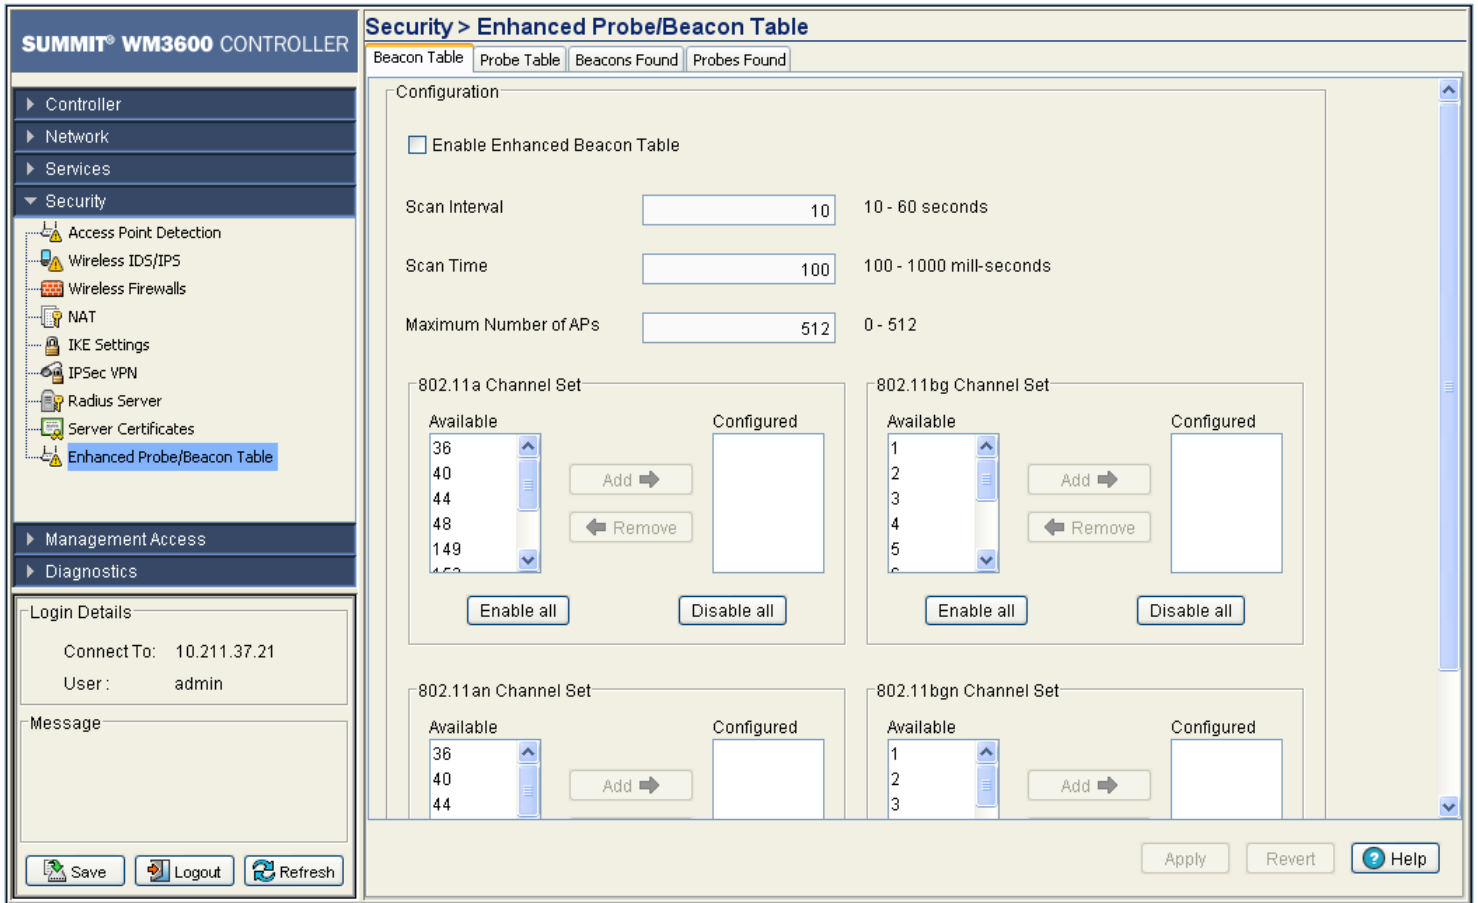 SUMMIT® WM3600 CONTROLLER
Controller
Network
Services
Security
Access Point Detection
Wireless IDS/IPS
Wireless Firewalls
NAT
IKE Settings
IPSec VPN
Radius Server
Server Certificates
Enhanced Probe/Beacon Table
Management Access
Diagnostics
Login Details
Connect To: 10.211.37.21
User : admin
Message
Save Logout Refresh
Security > Enhanced Probe/Beacon Table
Beacon Table Probe Table Beacons Found Probes Found
Configuration
Enable Enhanced Beacon Table
Scan Interval 10 10 - 60 seconds
Scan Time 100 100 - 1000 mill-seconds
Maximum Number of APs 512 0 - 512
802.11a Channel Set
Available Configured
36
40
44
48
149
Add
Remove
Enable all Disable all
802.11bg Channel Set
Available Configured
1
2
3
4
5
Add
Remove
Enable all Disable all
802.11an Channel Set
Available Configured
36
40
44
Add
802.11bgn Channel Set
Available Configured
1
2
3
Add
Apply Revert Help